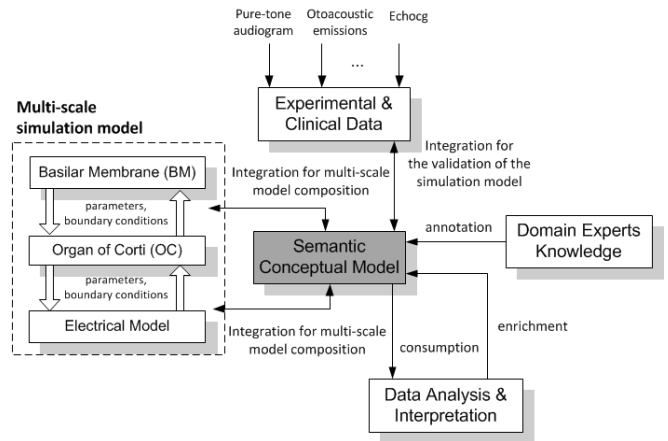 Pure-tone
audiogram
Otoacoustic
emissions
Echocg
...
Experimental &
Clinical Data
Multi-scale
simulation model
Basilar Membrane (BM)
parameters,
boundary conditions
Organ of Corti (OC)
parameters,
boundary conditions
Electrical Model
Integration for multi-scale
model composition
Integration for
the validation of the
simulation model
Semantic
Conceptual Model
annotation
Domain Experts
Knowledge
Integration for multi-scale
model composition
consumption
enrichment
Data Analysis &
Interpretation